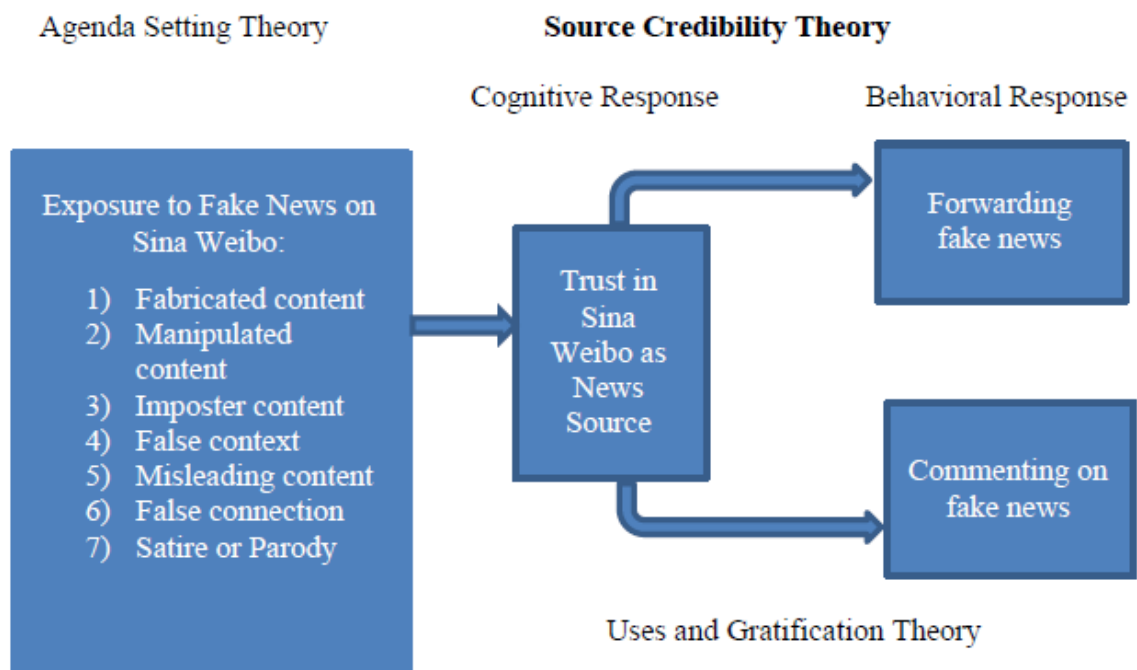 Agenda Setting Theory
Source Credibility Theory
Cognitive Response
Behavioral Response
Exposure to Fake News on
Sina Weibo:
1) Fabricated content
2) Manipulated
content
3) Imposter content
4) False context
5) Misleading content
6) False connection
7) Satire or Parody
Trust in
Sina
Weibo as
News
Source
Forwarding
fake news
Commenting on
fake news
Uses and Gratification Theory